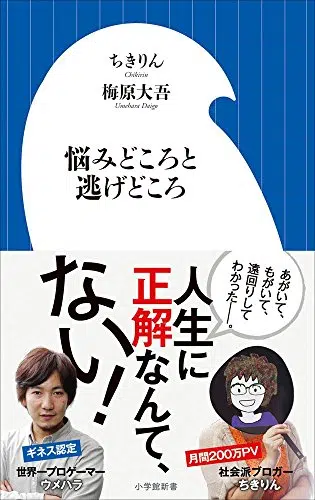 ちきりん
Chikirin
梅原大吾
Umehara Daigo
悩みどころと
逃げどころ
人生に
正解なんて、
ない!
あがいて、
もがいて、
遠回りして
わかった――。
ギネス認定
世界一プロゲーマー
ウメハラ
月間200万PV
社会派ブロガー
ちきりん
小学館新書